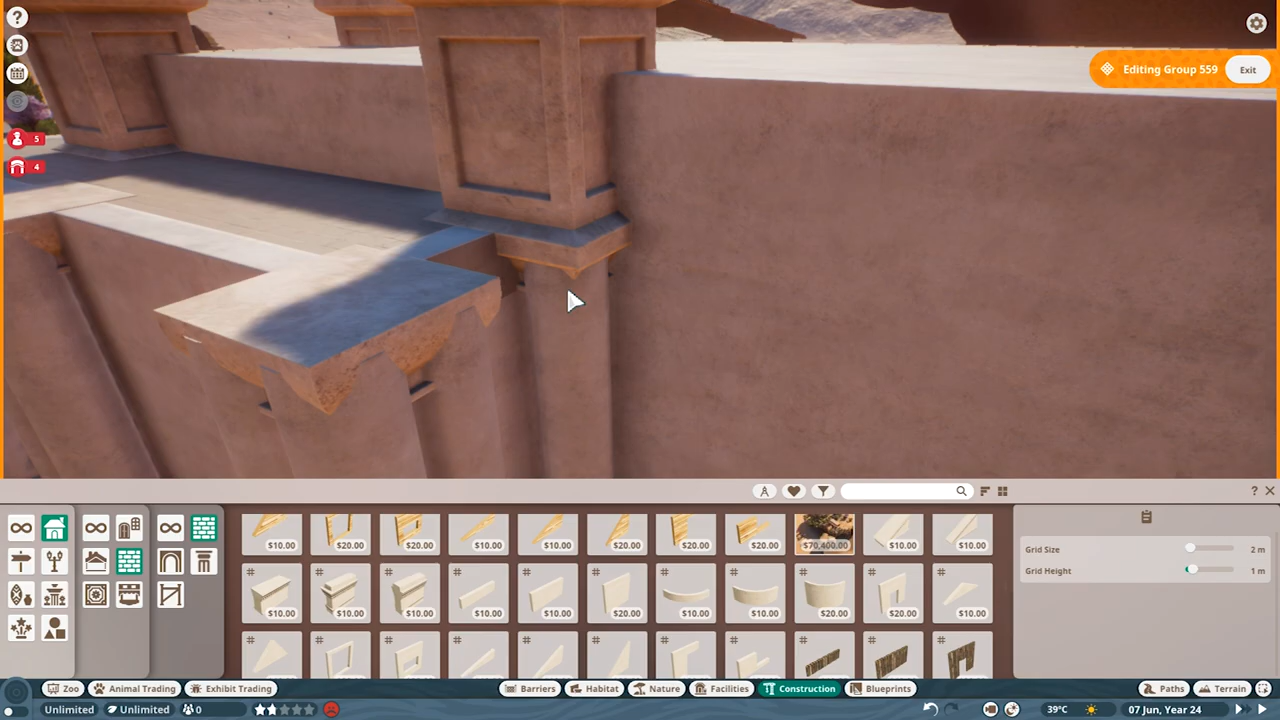 ?
Editing Group 559
Exit
5
4
?
$10.00 $20.00 $20.00 $10.00 $10.00 $20.00 $20.00 $20.00 $70,400.00 $10.00 $10.00
Grid Size 2 m
Grid Height 1 m
$10.00 $10.00 $10.00 $10.00 $10.00 $20.00 $10.00 $10.00 $20.00 $20.00 $10.00
Zoo Animal Trading Exhibit Trading Barriers Habitat Nature Facilities Construction Blueprints Paths Terrain
Unlimited Unlimited 0 39°C 07 Jun, Year 24